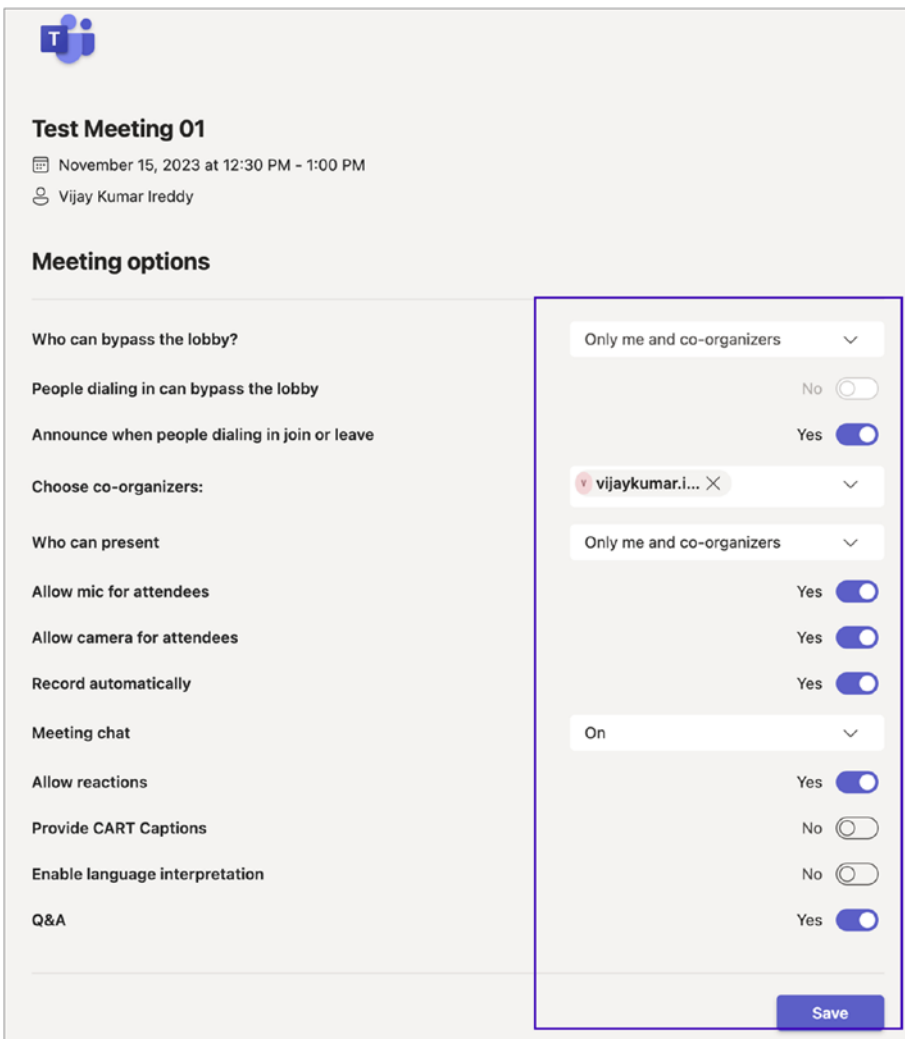 T
Test Meeting 01
November 15, 2023 at 12:30 PM - 1:00 PM
Vijay Kumar Ireddy
Meeting options
Who can bypass the lobby? Only me and co-organizers
People dialing in can bypass the lobby No
Announce when people dialing in join or leave Yes
Choose co-organizers: V vijaykumar.i...
Who can present Only me and co-organizers
Allow mic for attendees Yes
Allow camera for attendees Yes
Record automatically Yes
Meeting chat On
Allow reactions Yes
Provide CART Captions No
Enable language interpretation No
Q&A Yes
Save